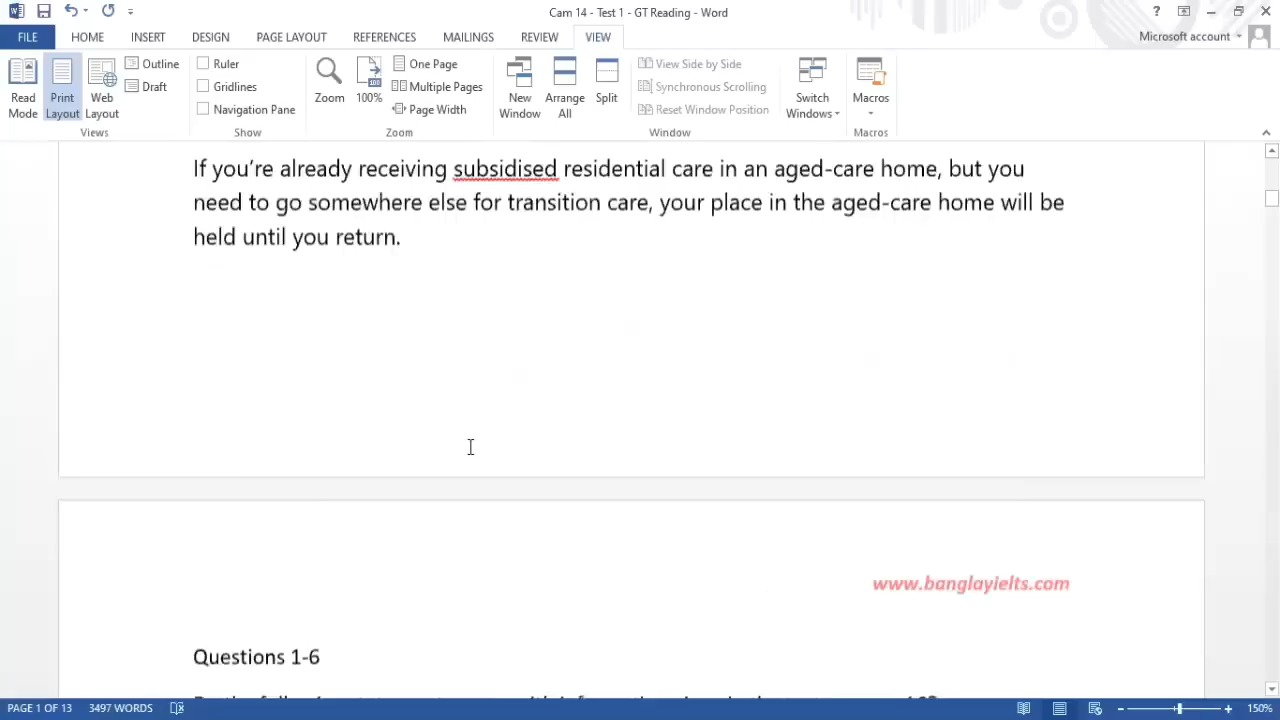 Cam 14 - Test 1 - GT Reading - Word
FILE HOME INSERT DESIGN PAGE LAYOUT REFERENCES MAILINGS REVIEW VIEW Microsoft account
Read Mode
Print Layout
Web Layout
Outline
Draft
Views
Ruler
Gridlines
Navigation Pane
Show
Zoom
100%
One Page
Multiple Pages
Page Width
Zoom
New Window
Arrange All
Split
View Side by Side
Synchronous Scrolling
Reset Window Position
Window
Switch Windows
Macros
Macros
If you're already receiving subsidised residential care in an aged-care home, but you
need to go somewhere else for transition care, your place in the aged-care home will be
held until you return.
www.banglayielts.com
Questions 1-6
PAGE 1 OF 13 3497 WORDS 150%